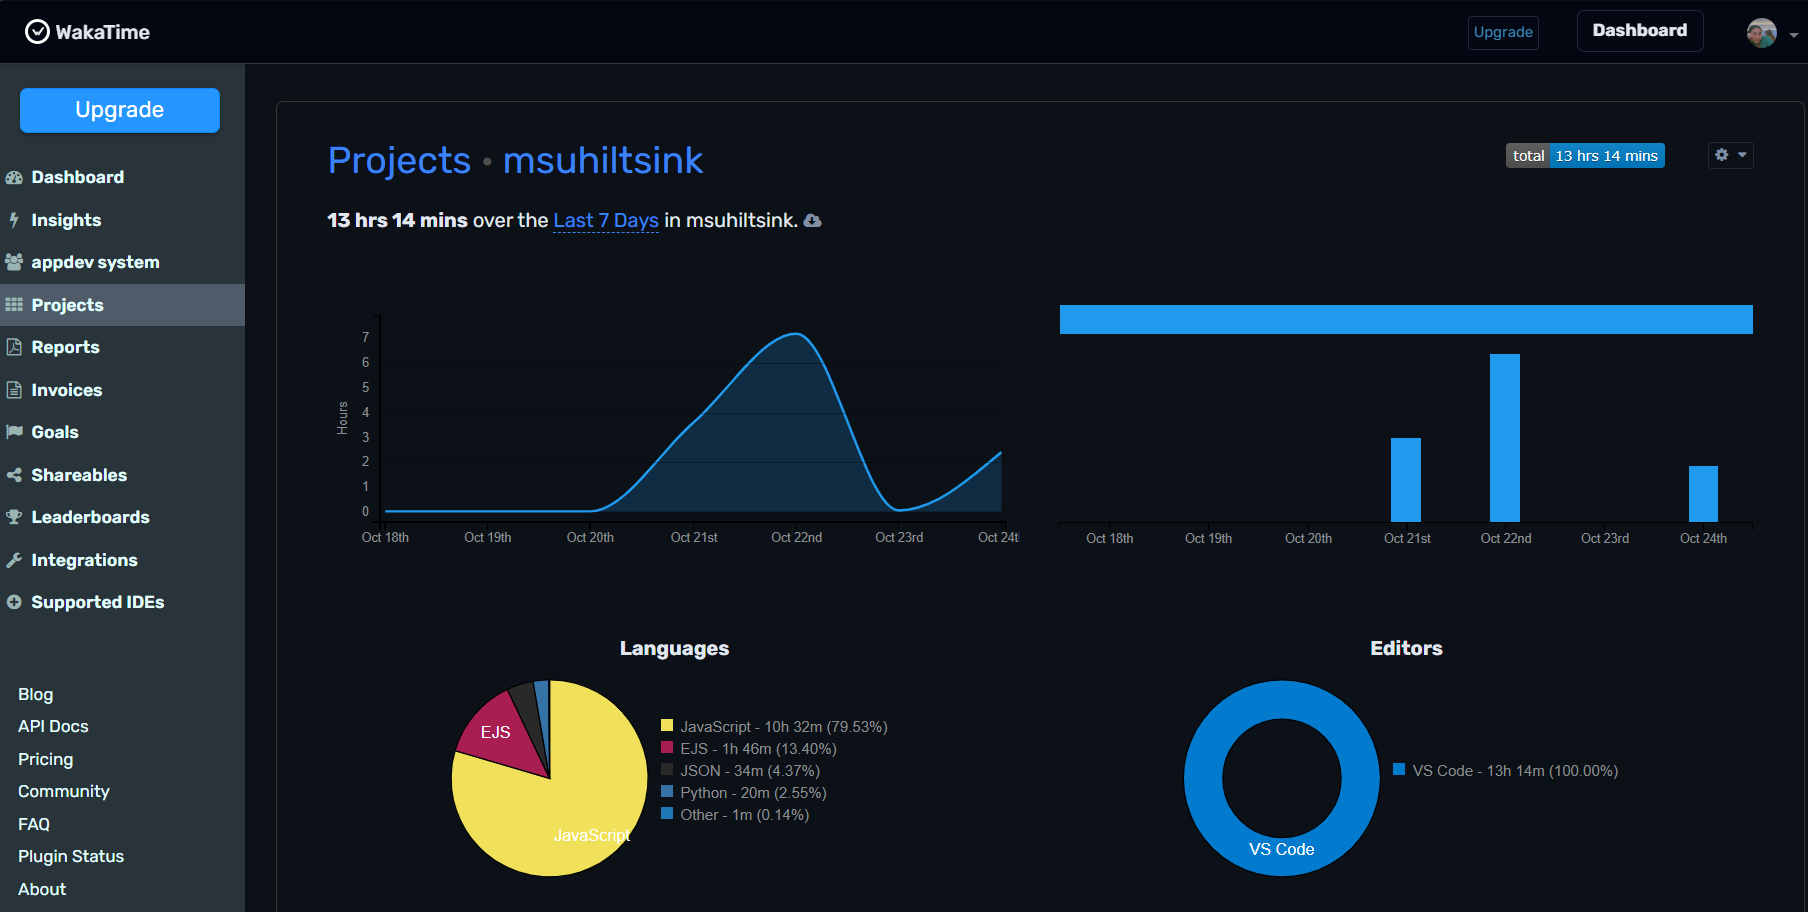 WakaTime
Upgrade
Dashboard
Upgrade
Dashboard
Insights
appdev system
Projects
Reports
Invoices
Goals
Shareables
Leaderboards
Integrations
Supported IDEs
Blog
API Docs
Pricing
Community
FAQ
Plugin Status
About
Projects • msuhiltsink
total 13 hrs 14 mins
13 hrs 14 mins over the Last 7 Days in msuhiltsink.
Hours
7
6
5
4
3
2
1
0
Oct 18th Oct 19th Oct 20th Oct 21st Oct 22nd Oct 23rd Oct 24t
Oct 18th Oct 19th Oct 20th Oct 21st Oct 22nd Oct 23rd Oct 24th
Languages
EJS
JavaScript
JavaScript - 10h 32m (79.53%)
EJS - 1h 46m (13.40%)
JSON - 34m (4.37%)
Python - 20m (2.55%)
Other - 1m (0.14%)
Editors
VS Code
VS Code - 13h 14m (100.00%)